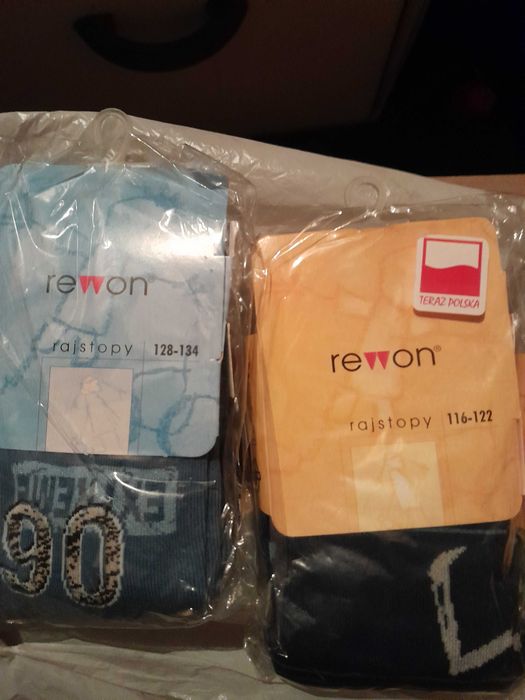 rewon
rajstopy 128-134
90
TERAZ POLSKA
rewon®
rajstopy 116-122